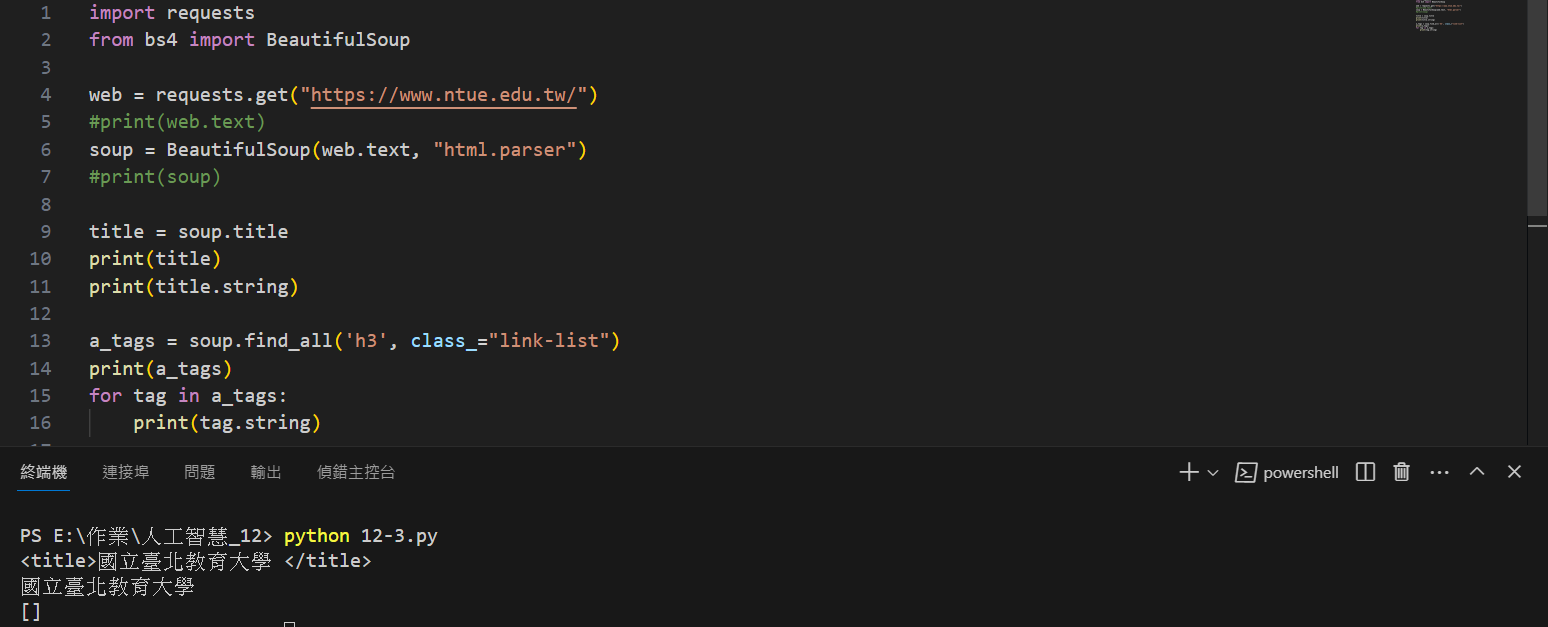 1 import requests
2 from bs4 import BeautifulSoup
3
4 web = requests.get("https://www.ntue.edu.tw/")
5 #print(web.text)
6 soup = BeautifulSoup(web.text, "html.parser")
7 #print(soup)
8
9 title = soup.title
10 print(title)
11 print(title.string)
12
13 a_tags = soup.find_all('h3', class_="link-list")
14 print(a_tags)
15 for tag in a_tags:
16     print(tag.string)
終端機 連接埠 問題 輸出 偵錯主控台 powershell
PS E:\作業\人工智慧_12> python 12-3.py
<title>國立臺北教育大學 </title>
國立臺北教育大學
[]